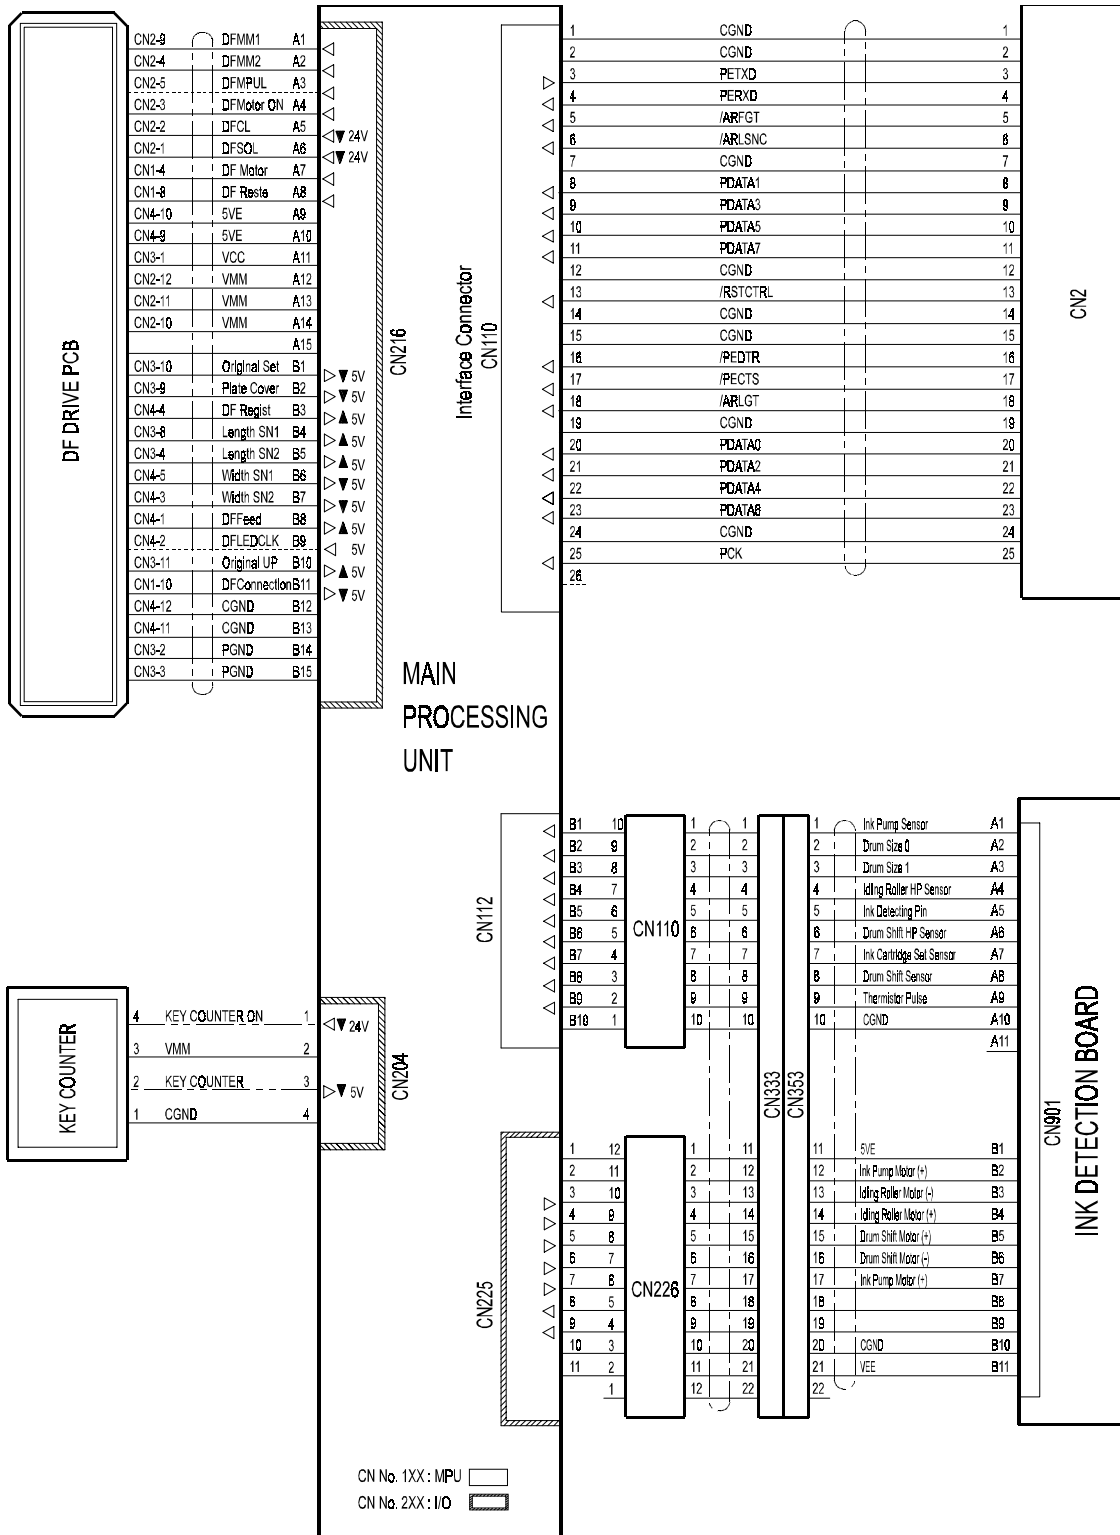 DF DRIVE PCB
CN2-9 DFMM1 A1
CN2-4 DFMM2 A2
CN2-5 DFMPUL A3
CN2-3 DFMotor ON A4
CN2-2 DFCL A5 24V
CN2-1 DFSOL A6 24V
CN1-4 DF Motor A7
CN1-8 DF Reste A8
CN4-10 5VE A9
CN4-9 5VE A10
CN3-1 VCC A11
CN2-12 VMM A12
CN2-11 VMM A13
CN2-10 VMM A14
A15
CN3-10 Original Set B1 5V
CN3-9 Plate Cover B2 5V
CN4-4 DF Regist B3 5V
CN3-8 Length SN1 B4 5V
CN3-4 Length SN2 B5 5V
CN4-5 Width SN1 B6 5V
CN4-3 Width SN2 B7 5V
CN4-1 DFFeed B8 5V
CN4-2 DFLEDCLK B9 5V
CN3-11 Original UP B10 5V
CN1-10 DFConnection B11 5V
CN4-12 CGND B12
CN4-11 CGND B13
CN3-2 PGND B14
CN3-3 PGND B15
CN216
Interface Connector
CN110
1 CGND 1
2 CGND 2
3 PETXD 3
4 PERXD 4
5 /ARFGT 5
6 /ARLSNC 6
7 CGND 7
8 PDATA1 8
9 PDATA3 9
10 PDATA5 10
11 PDATA7 11
12 CGND 12
13 /RSTCTRL 13
14 CGND 14
15 CGND 15
16 /PEDTR 16
17 /PECTS 17
18 /ARLGT 18
19 CGND 19
20 PDATA0 20
21 PDATA2 21
22 PDATA4 22
23 PDATA6 23
24 CGND 24
25 PCK 25
26
CN2
MAIN
PROCESSING
UNIT
KEY COUNTER
4 KEY COUNTER ON 1 24V
3 VMM 2
2 KEY COUNTER 3 5V
1 CGND 4
CN204
CN112
CN110
B1 10 1 1 1 Ink Pump Sensor A1
B2 9 2 2 2 Drum Size 0 A2
B3 8 3 3 3 Drum Size 1 A3
B4 7 4 4 4 Idling Roller HP Sensor A4
B5 6 5 5 5 Ink Detecting Pin A5
B6 5 6 6 6 Drum Shift HP Sensor A6
B7 4 7 7 7 Ink Cartridge Set Sensor A7
B8 3 8 8 8 Drum Shift Sensor A8
B9 2 9 9 9 Thermistor Pulse A9
B10 1 10 10 10 CGND A10
A11
CN333
CN353
CN901
INK DETECTION BOARD
CN225
CN226
1 12 1 11 11 5VE B1
2 11 2 12 12 Ink Pump Motor (+) B2
3 10 3 13 13 Idling Roller Motor (-) B3
4 9 4 14 14 Idling Roller Motor (+) B4
5 8 5 15 15 Drum Shift Motor (+) B5
6 7 6 16 16 Drum Shift Motor (-) B6
7 6 7 17 17 Ink Pump Motor (+) B7
8 5 8 18 18 B8
9 4 9 19 19 B9
10 3 10 20 20 CGND B10
11 2 11 21 21 VEE B11
1 12 22 22
CN No. 1XX : MPU
CN No. 2XX : I/O